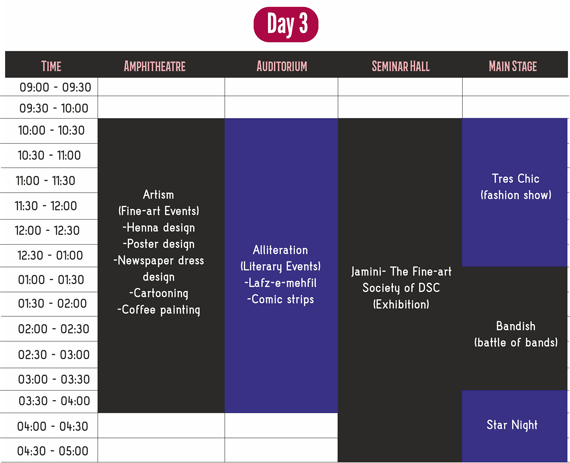 Day 3
TIME AMPHITHEATRE AUDITORIUM SEMINAR HALL MAIN STAGE
09:00 - 09:30
09:30 - 10:00
10:00 - 10:30
10:30 - 11:00
11:00 - 11:30
11:30 - 12:00
12:00 - 12:30
12:30 - 01:00
01:00 - 01:30
01:30 - 02:00
02:00 - 02:30
02:30 - 03:00
03:00 - 03:30
03:30 - 04:00
04:00 - 04:30
04:30 - 05:00
Artism
(Fine-art Events)
-Henna design
-Poster design
-Newspaper dress
design
-Cartooning
-Coffee painting
Alliteration
(Literary Events)
-Lafz-e-mehfil
-Comic strips
Jamini- The Fine-art
Society of DSC
(Exhibition)
Tres Chic
(fashion show)
Bandish
(battle of bands)
Star Night